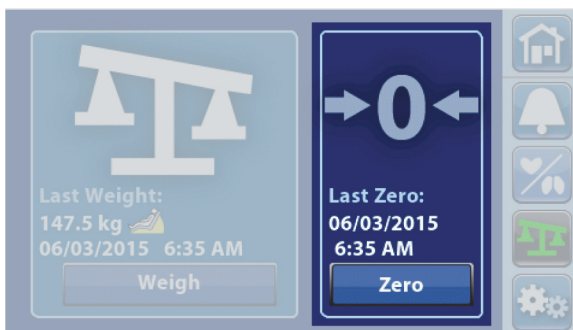 Last Weight:
147.5 kg
06/03/2015 6:35 AM
Weigh
0
Last Zero:
06/03/2015
6:35 AM
Zero